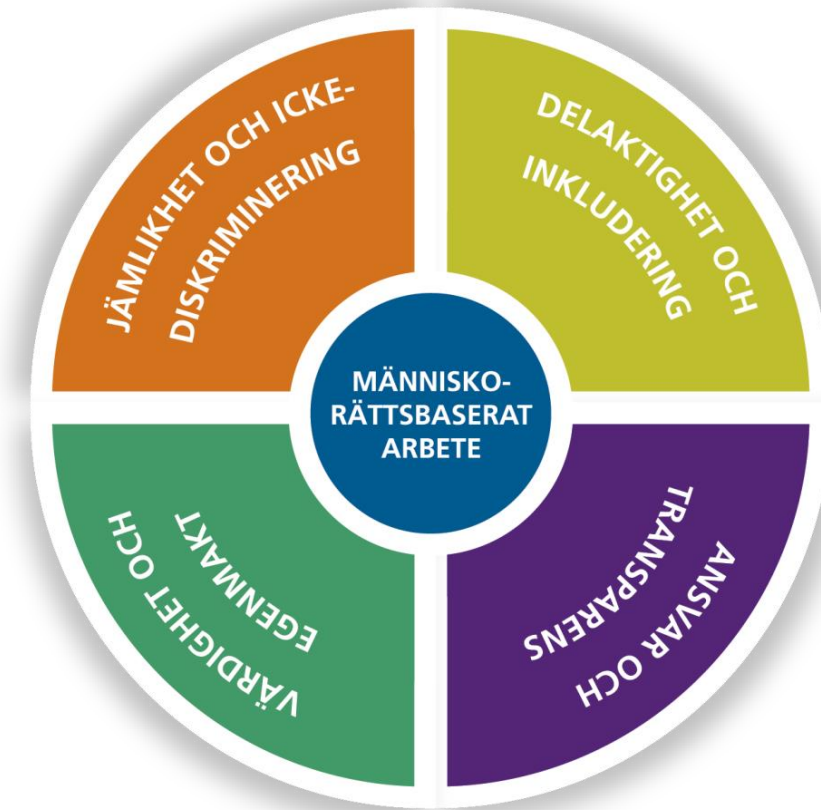 JÄMLIKHET OCH ICKE-
DISKRIMINERING
DELAKTIGHET OCH
INKLUDERING
MÄNNISKO-
RÄTTSBASERAT
ARBETE
VÄRDIGHET OCH
EGENMAKT
ANSVAR OCH
TRANSPARENS